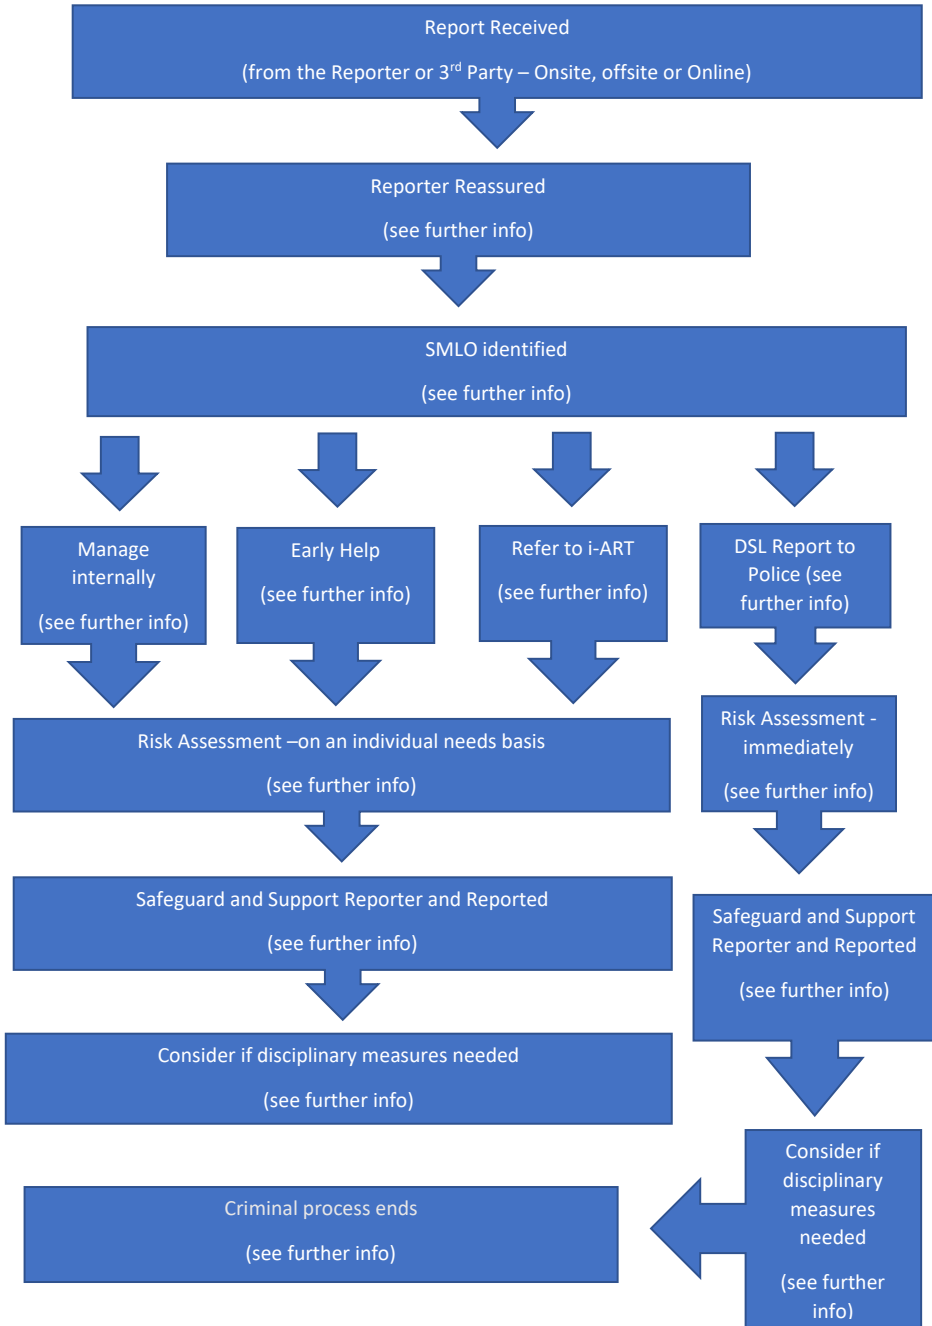 Report Received
(from the Reporter or 3rd Party – Onsite, offsite or Online)
Reporter Reassured
(see further info)
SMLO identified
(see further info)
Manage
internally
(see further info)
Early Help
(see further info)
Refer to i-ART
(see further info)
DSL Report to
Police (see
further info)
Risk Assessment –on an individual needs basis
(see further info)
Risk Assessment -
immediately
(see further info)
Safeguard and Support Reporter and Reported
(see further info)
Safeguard and Support
Reporter and Reported
(see further info)
Consider if disciplinary measures needed
(see further info)
Consider if
disciplinary
measures
needed
(see further
info)
Criminal process ends
(see further info)